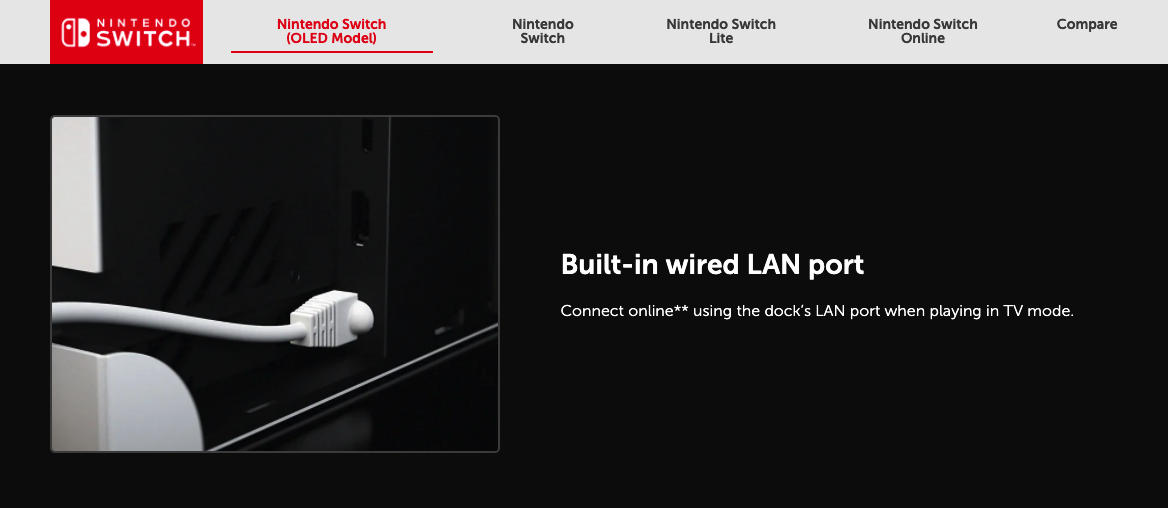 NINTENDO
SWITCH™
Nintendo Switch
(OLED Model)
Nintendo
Switch
Nintendo Switch
Lite
Nintendo Switch
Online
Compare
Built-in wired LAN port
Connect online** using the dock’s LAN port when playing in TV mode.